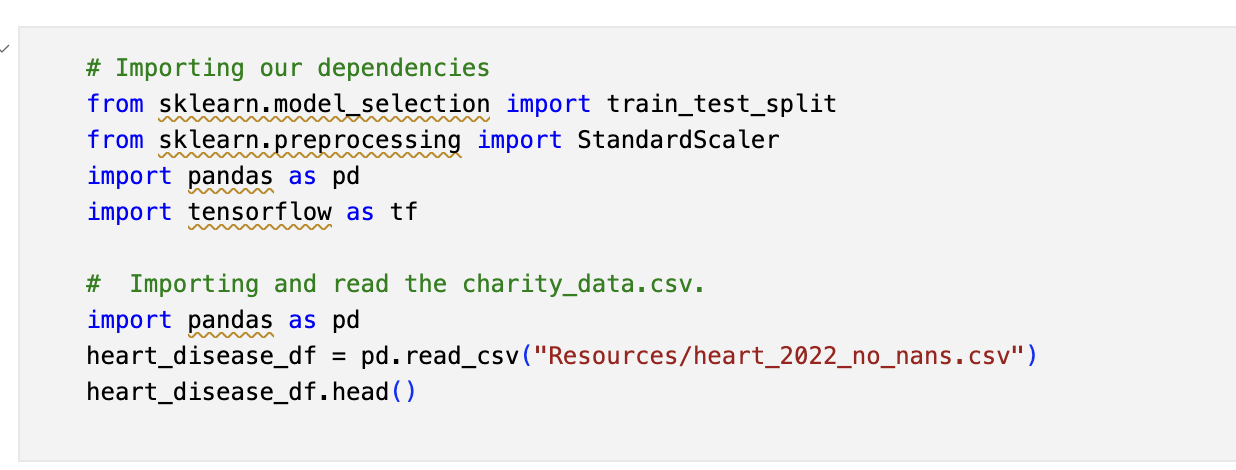 # Importing our dependencies
from sklearn.model_selection import train_test_split
from sklearn.preprocessing import StandardScaler
import pandas as pd
import tensorflow as tf
#  Importing and read the charity_data.csv.
import pandas as pd
heart_disease_df = pd.read_csv("Resources/heart_2022_no_nans.csv")
heart_disease_df.head()